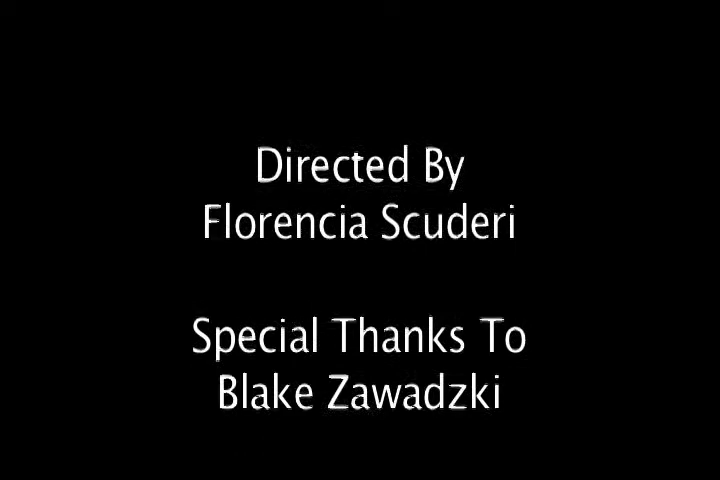 Directed By
Florencia Scuderi
Special Thanks To
Blake Zawadzki